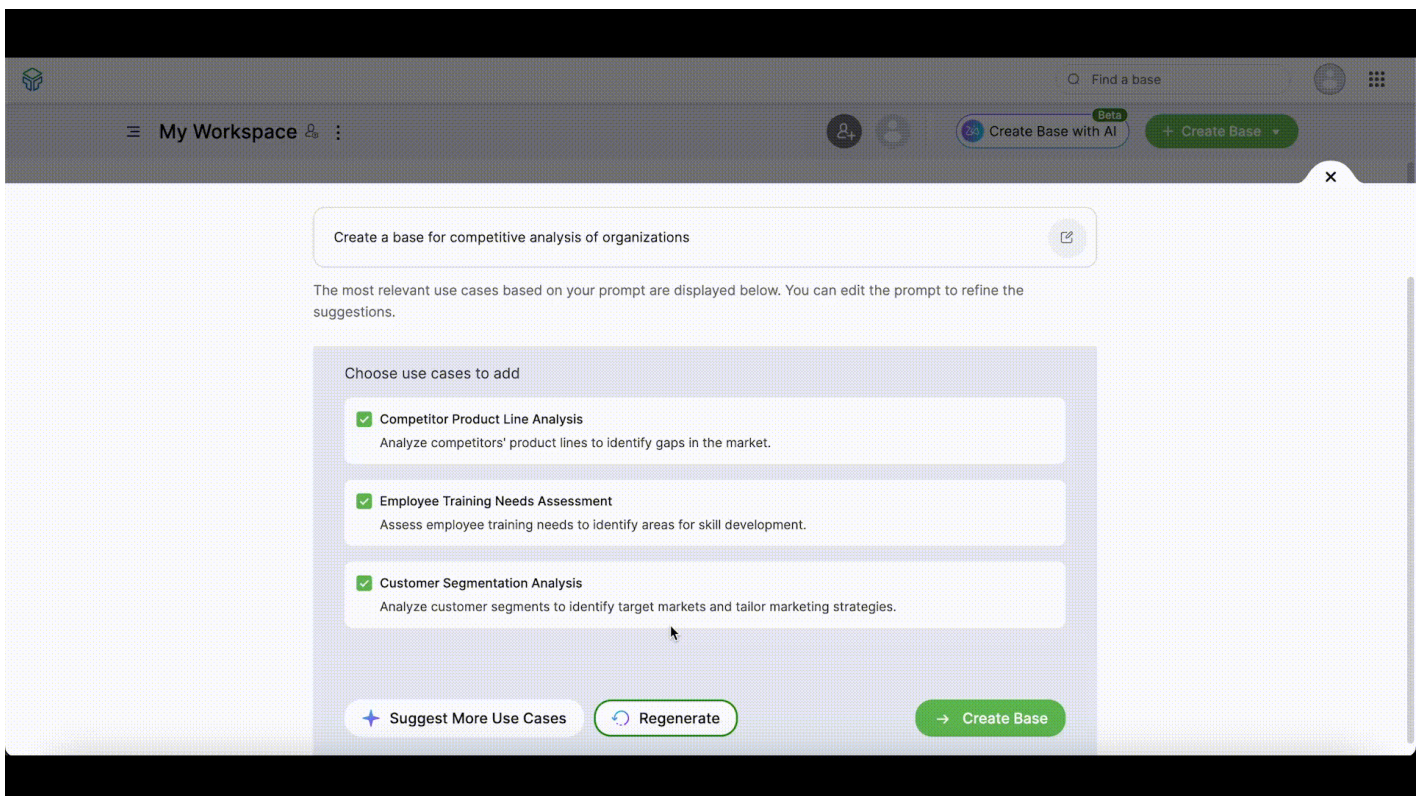 Find a base
My Workspace
Beta
Create Base with AI
+ Create Base
Create a base for competitive analysis of organizations
The most relevant use cases based on your prompt are displayed below. You can edit the prompt to refine the
suggestions.
Choose use cases to add
Competitor Product Line Analysis
Analyze competitors' product lines to identify gaps in the market.
Employee Training Needs Assessment
Assess employee training needs to identify areas for skill development.
Customer Segmentation Analysis
Analyze customer segments to identify target markets and tailor marketing strategies.
Suggest More Use Cases
Regenerate
Create Base